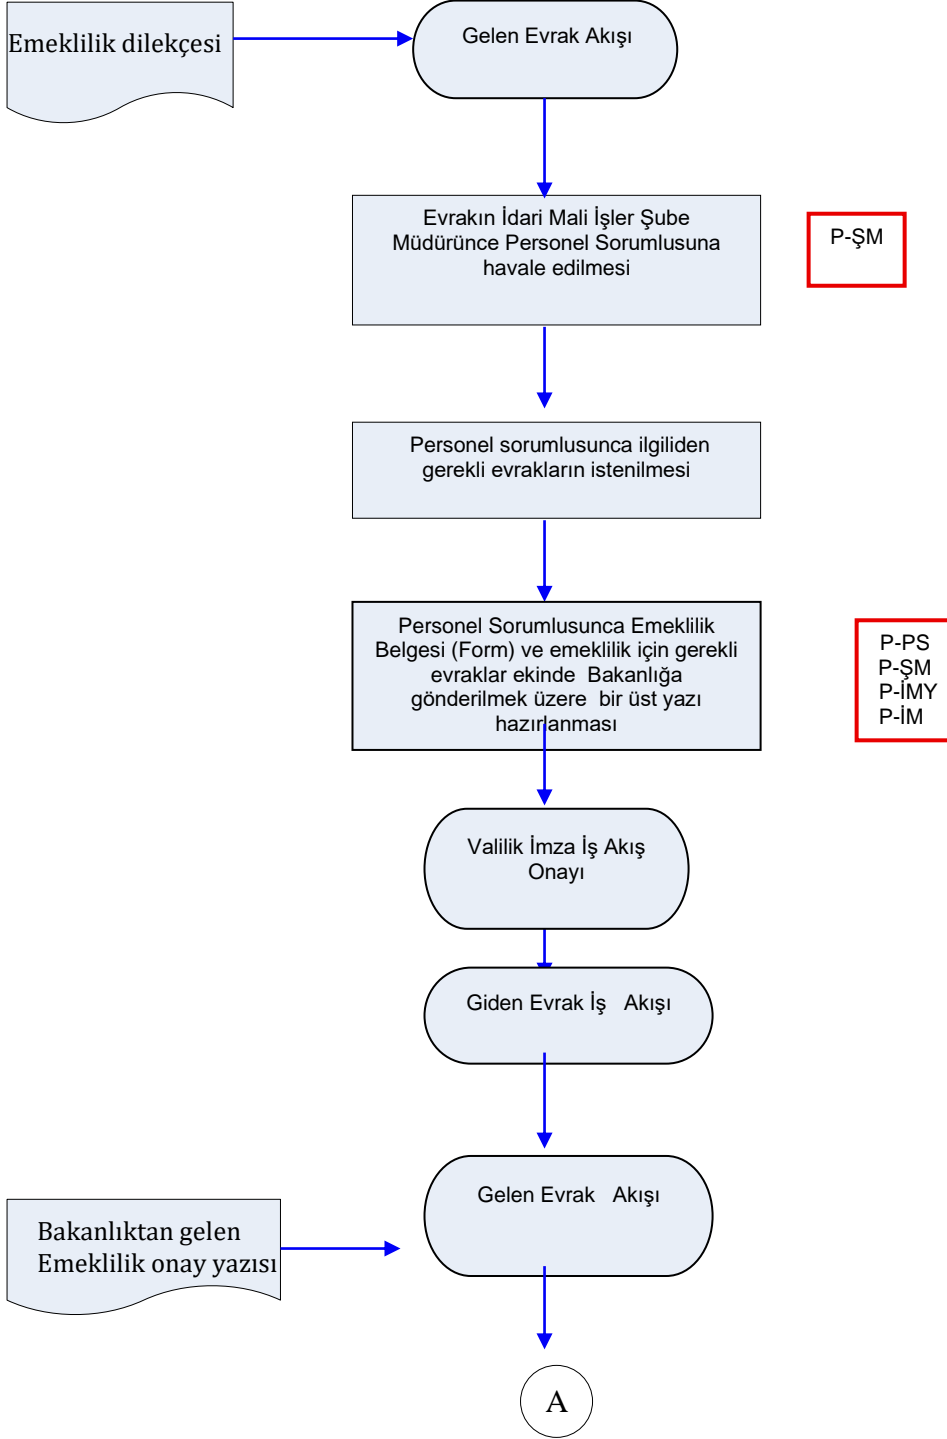 Emeklilik dilekçesi
Gelen Evrak Akışı
Evrakın İdari Mali İşler Şube
Müdürünce Personel Sorumlusuna
havale edilmesi
P-ŞM
Personel sorumlusunca ilgiliden
gerekli evrakların istenilmesi
Personel Sorumlusunca Emeklilik
Belgesi (Form) ve emeklilik için gerekli
evraklar ekinde Bakanlığa
gönderilmek üzere bir üst yazı
hazırlanması
P-PS
P-ŞM
P-İMY
P-İM
Valilik İmza İş Akış
Onayı
Giden Evrak İş Akışı
Gelen Evrak Akışı
Bakanlıktan gelen
Emeklilik onay yazısı
A